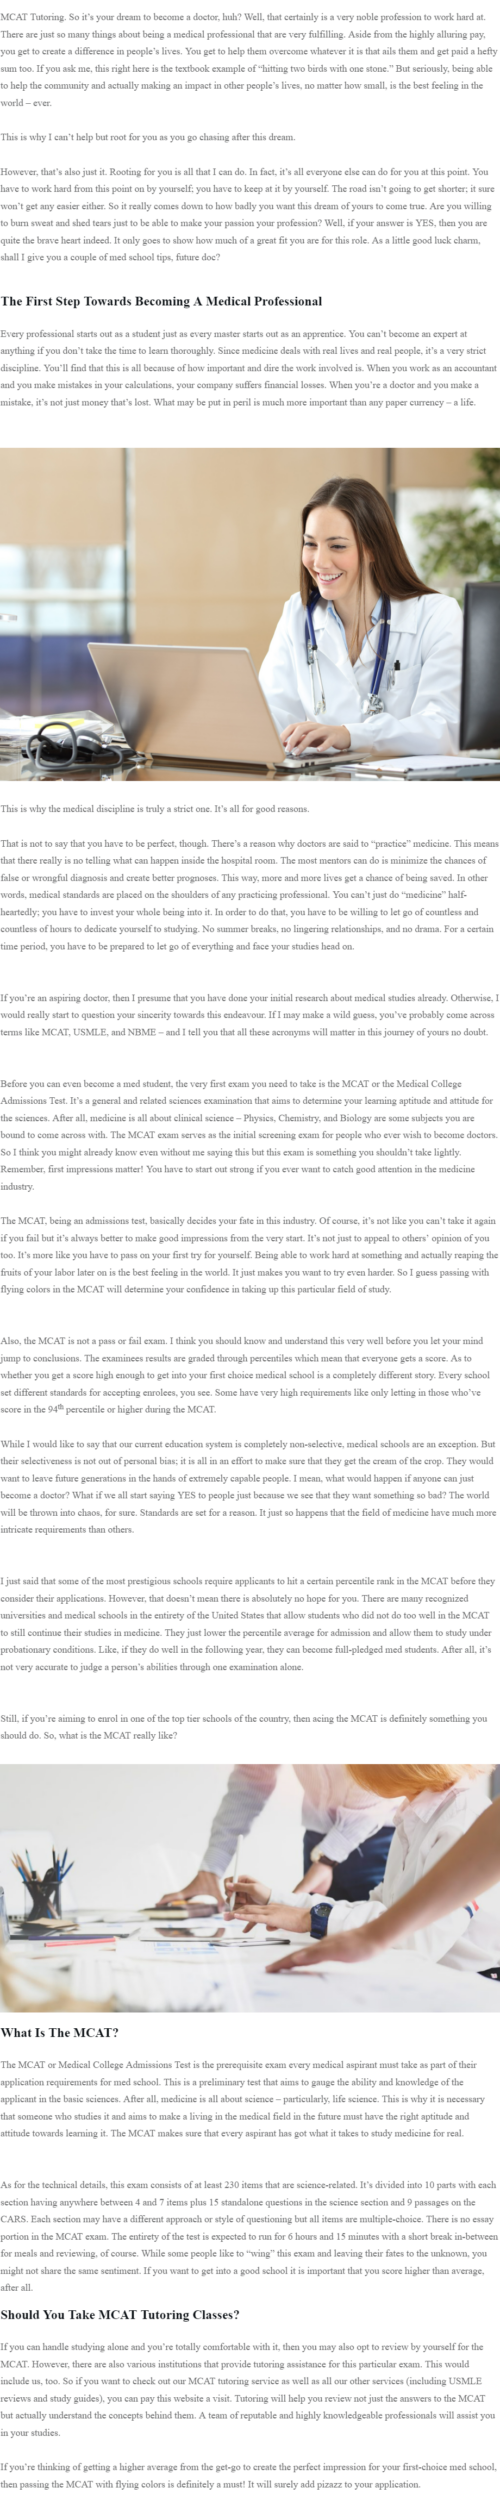 MCAT Tutoring. So it’s your dream to become a doctor, huh? Well, that certainly is a very noble profession to work hard at.
There are just so many things about being a medical professional that are very fulfilling. Aside from the highly alluring pay,
you get to create a difference in people’s lives. You get to help them overcome whatever it is that ails them and get paid a hefty
sum too. If you ask me, this right here is the textbook example of “hitting two birds with one stone.” But seriously, being able
to help the community and actually making an impact in other people’s lives, no matter how small, is the best feeling in the
world – ever.
This is why I can’t help but root for you as you go chasing after this dream.
However, that’s also just it. Rooting for you is all that I can do. In fact, it’s all everyone else can do for you at this point. You
have to work hard from this point on by yourself; you have to keep at it by yourself. The road isn’t going to get shorter; it sure
won’t get any easier either. So it really comes down to how badly you want this dream of yours to come true. Are you willing
to burn sweat and shed tears just to be able to make your passion your profession? Well, if your answer is YES, then you are
quite the brave heart indeed. It only goes to show how much of a great fit you are for this role. As a little good luck charm,
shall I give you a couple of med school tips, future doc?
The First Step Towards Becoming A Medical Professional
Every professional starts out as a student just as every master starts out as an apprentice. You can’t become an expert at
anything if you don’t take the time to learn thoroughly. Since medicine deals with real lives and real people, it’s a very strict
discipline. You’ll find that this is all because of how important and dire the work involved is. When you work as an accountant
and you make mistakes in your calculations, your company suffers financial losses. When you’re a doctor and you make a
mistake, it’s not just money that’s lost. What may be put in peril is much more important than any paper currency – a life.
This is why the medical discipline is truly a strict one. It’s all for good reasons.
That is not to say that you have to be perfect, though. There’s a reason why doctors are said to “practice” medicine. This means
that there really is no telling what can happen inside the hospital room. The most mentors can do is minimize the chances of
false or wrongful diagnosis and create better prognoses. This way, more and more lives get a chance of being saved. In other
words, medical standards are placed on the shoulders of any practicing professional. You can’t just do “medicine” half-
heartedly; you have to invest your whole being into it. In order to do that, you have to be willing to let go of countless and
countless of hours to dedicate yourself to studying. No summer breaks, no lingering relationships, and no drama. For a certain
time period, you have to be prepared to let go of everything and face your studies head on.
If you’re an aspiring doctor, then I presume that you have done your initial research about medical studies already. Otherwise, I
would really start to question your sincerity towards this endeavour. If I may make a wild guess, you’ve probably come across
terms like MCAT, USMLE, and NBME – and I tell you that all these acronyms will matter in this journey of yours no doubt.
Before you can even become a med student, the very first exam you need to take is the MCAT or the Medical College
Admissions Test. It’s a general and related sciences examination that aims to determine your learning aptitude and attitude for
the sciences. After all, medicine is all about clinical science – Physics, Chemistry, and Biology are some subjects you are
bound to come across with. The MCAT exam serves as the initial screening exam for people who ever wish to become doctors.
So I think you might already know even without me saying this but this exam is something you shouldn’t take lightly.
Remember, first impressions matter! You have to start out strong if you ever want to catch good attention in the medicine
industry.
The MCAT, being an admissions test, basically decides your fate in this industry. Of course, it’s not like you can’t take it again
if you fail but it’s always better to make good impressions from the very start. It’s not just to appeal to others’ opinion of you
too. It’s more like you have to pass on your first try for yourself. Being able to work hard at something and actually reaping the
fruits of your labor later on is the best feeling in the world. It just makes you want to try even harder. So I guess passing with
flying colors in the MCAT will determine your confidence in taking up this particular field of study.
Also, the MCAT is not a pass or fail exam. I think you should know and understand this very well before you let your mind
jump to conclusions. The examinees results are graded through percentiles which mean that everyone gets a score. As to
whether you get a score high enough to get into your first choice medical school is a completely different story. Every school
set different standards for accepting enrolees, you see. Some have very high requirements like only letting in those who’ve
score in the 94th percentile or higher during the MCAT.
While I would like to say that our current education system is completely non-selective, medical schools are an exception. But
their selectiveness is not out of personal bias; it is all in an effort to make sure that they get the cream of the crop. They would
want to leave future generations in the hands of extremely capable people. I mean, what would happen if anyone can just
become a doctor? What if we all start saying YES to people just because we see that they want something so bad? The world
will be thrown into chaos, for sure. Standards are set for a reason. It just so happens that the field of medicine have much more
intricate requirements than others.
I just said that some of the most prestigious schools require applicants to hit a certain percentile rank in the MCAT before they
consider their applications. However, that doesn’t mean there is absolutely no hope for you. There are many recognized
universities and medical schools in the entirety of the United States that allow students who did not do too well in the MCAT
to still continue their studies in medicine. They just lower the percentile average for admission and allow them to study under
probationary conditions. Like, if they do well in the following year, they can become full-pledged med students. After all, it’s
not very accurate to judge a person’s abilities through one examination alone.
Still, if you’re aiming to enrol in one of the top tier schools of the country, then acing the MCAT is definitely something you
should do. So, what is the MCAT really like?
What Is The MCAT?
The MCAT or Medical College Admissions Test is the prerequisite exam every medical aspirant must take as part of their
application requirements for med school. This is a preliminary test that aims to gauge the ability and knowledge of the
applicant in the basic sciences. After all, medicine is all about science – particularly, life science. This is why it is necessary
that someone who studies it and aims to make a living in the medical field in the future must have the right aptitude and
attitude towards learning it. The MCAT makes sure that every aspirant has got what it takes to study medicine for real.
As for the technical details, this exam consists of at least 230 items that are science-related. It’s divided into 10 parts with each
section having anywhere between 4 and 7 items plus 15 standalone questions in the science section and 9 passages on the
CARS. Each section may have a different approach or style of questioning but all items are multiple-choice. There is no essay
portion in the MCAT exam. The entirety of the test is expected to run for 6 hours and 15 minutes with a short break in-between
for meals and reviewing, of course. While some people like to “wing” this exam and leaving their fates to the unknown, you
might not share the same sentiment. If you want to get into a good school it is important that you score higher than average,
after all.
Should You Take MCAT Tutoring Classes?
If you can handle studying alone and you’re totally comfortable with it, then you may also opt to review by yourself for the
MCAT. However, there are also various institutions that provide tutoring assistance for this particular exam. This would
include us, too. So if you want to check out our MCAT tutoring service as well as all our other services (including USMLE
reviews and study guides), you can pay this website a visit. Tutoring will help you review not just the answers to the MCAT
but actually understand the concepts behind them. A team of reputable and highly knowledgeable professionals will assist you
in your studies.
If you’re thinking of getting a higher average from the get-go to create the perfect impression for your first-choice med school,
then passing the MCAT with flying colors is definitely a must! It will surely add pizazz to your application.